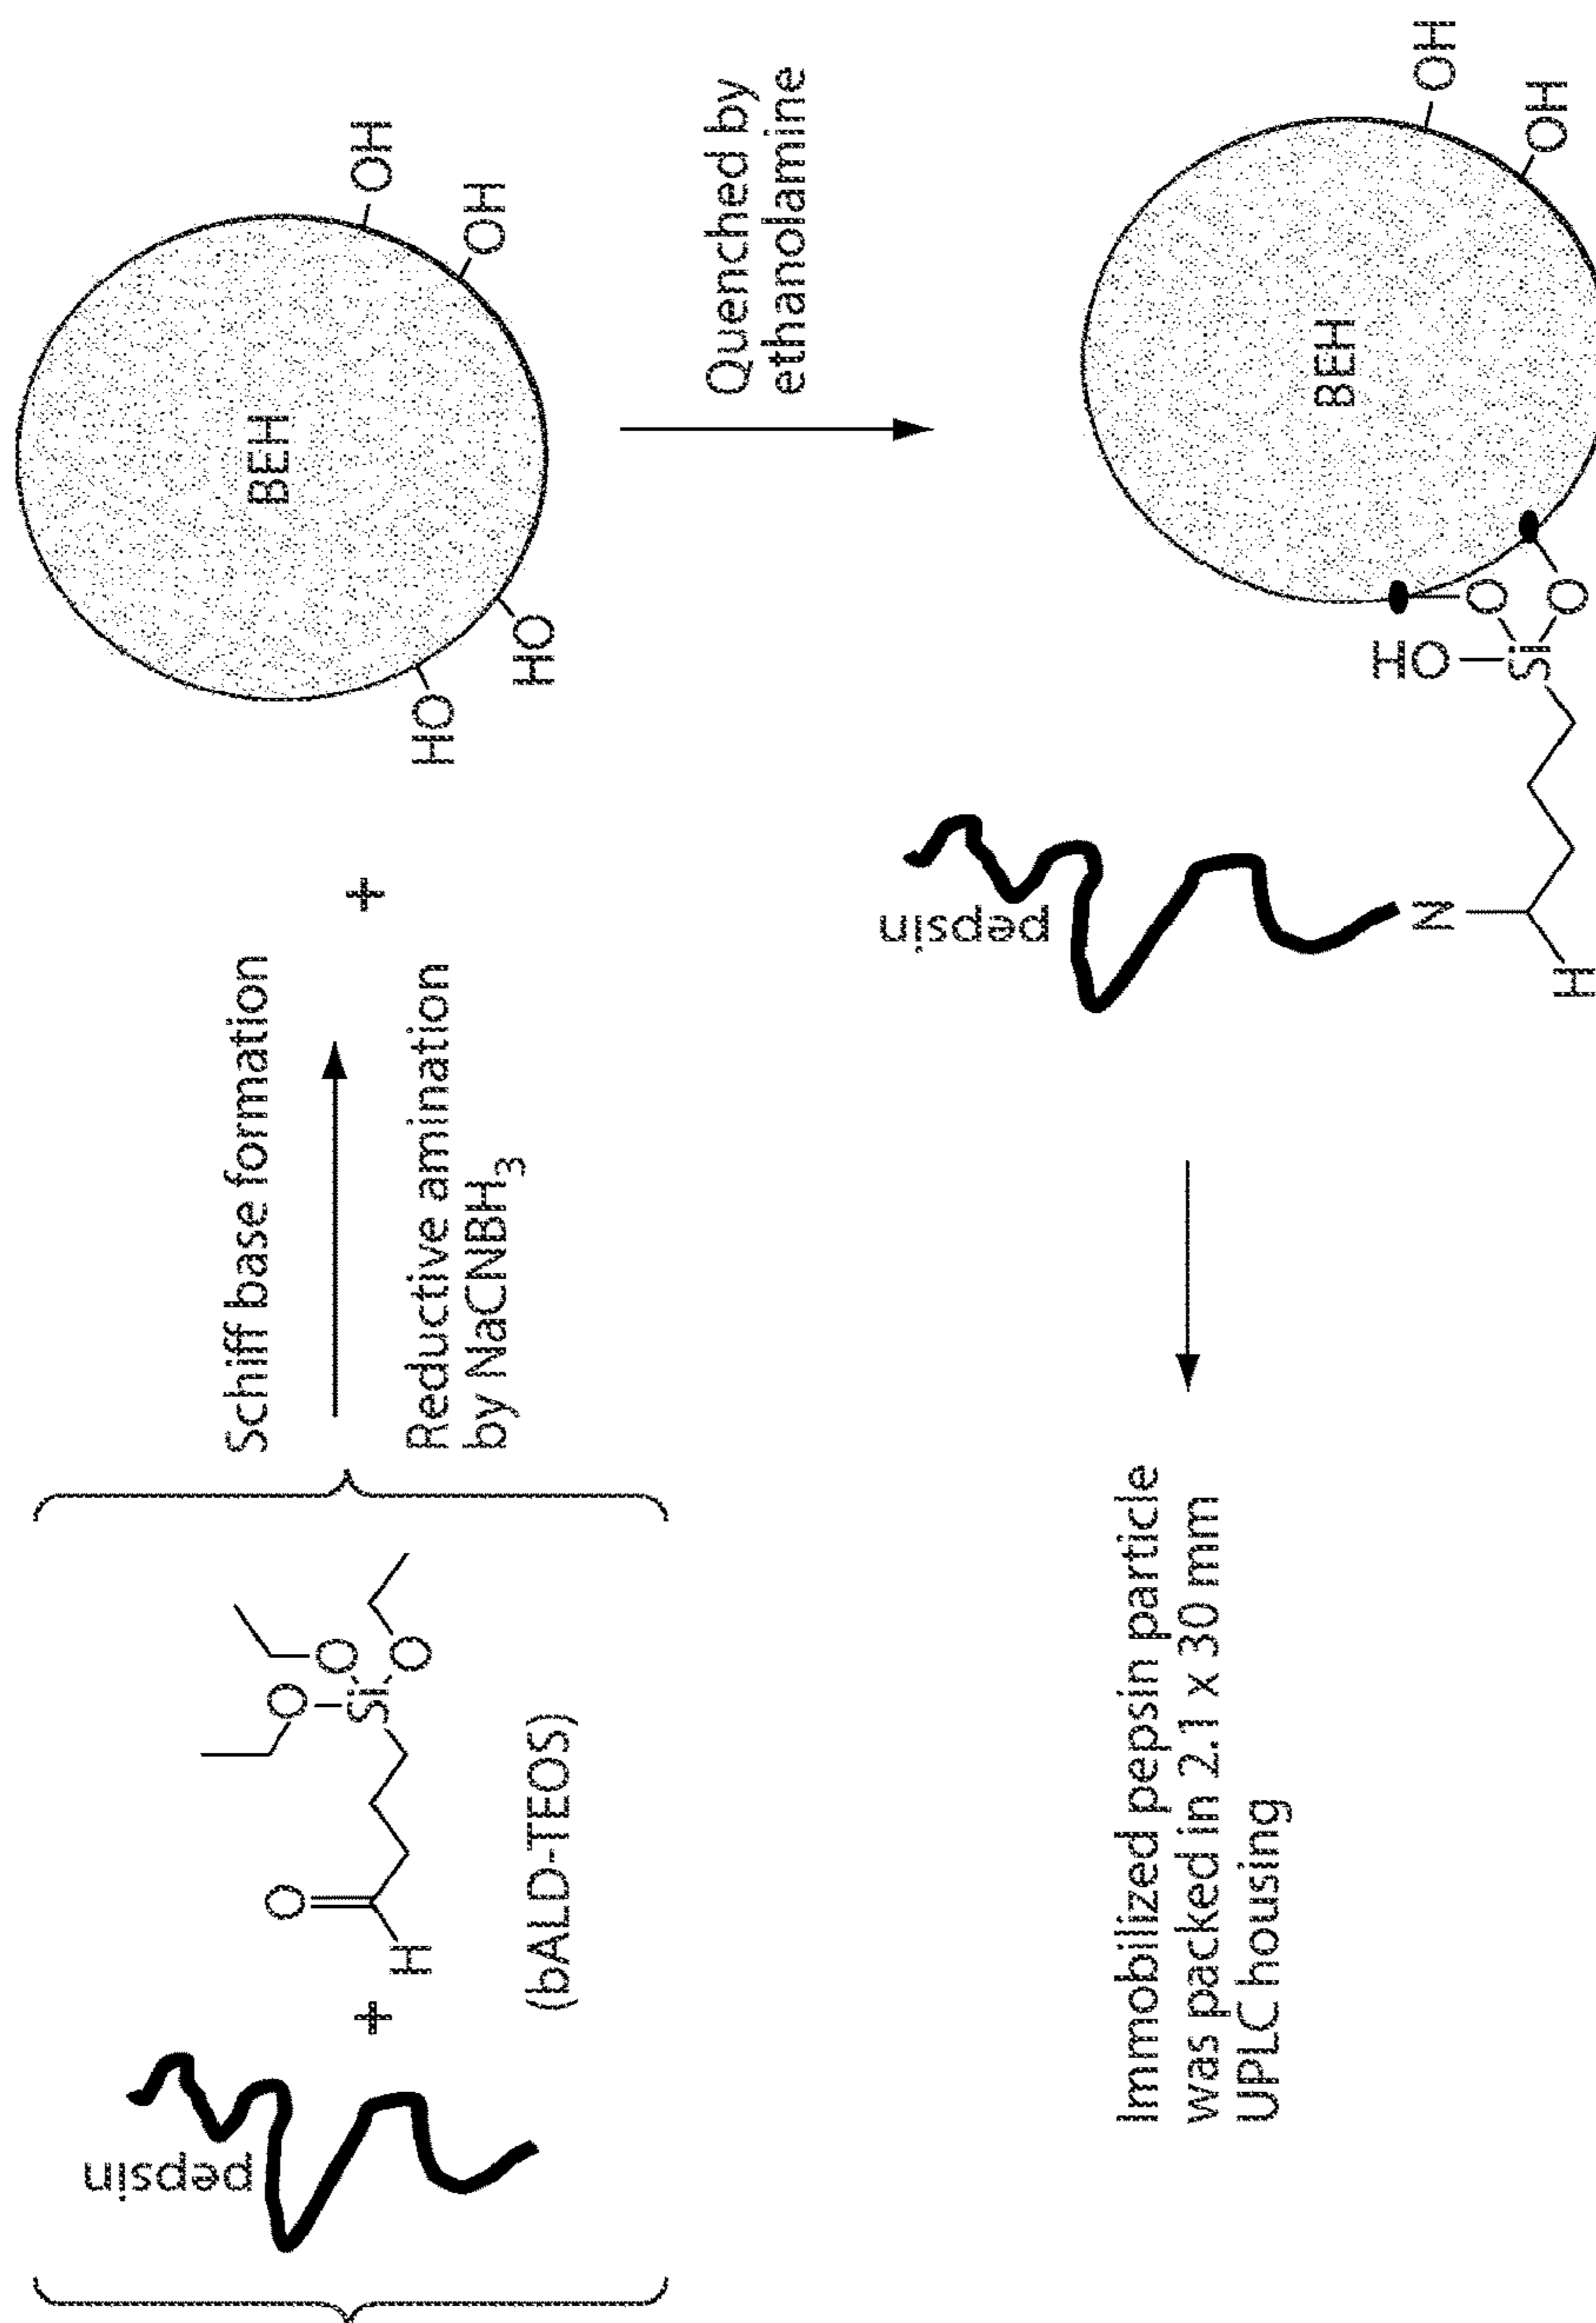 pepsin
+
O
H
Si
O
O
O
(bALD-TEOS)
Schiff base formation
Reductive amination
by NaCNBH3
+
BEH
HO
HO
OH
OH
Quenched by
ethanolamine
pepsin
N
H
OH
Si
O
O
BEH
OH
OH
Immobilized pepsin particle
was packed in 2.1 x 30 mm
UPLC housing